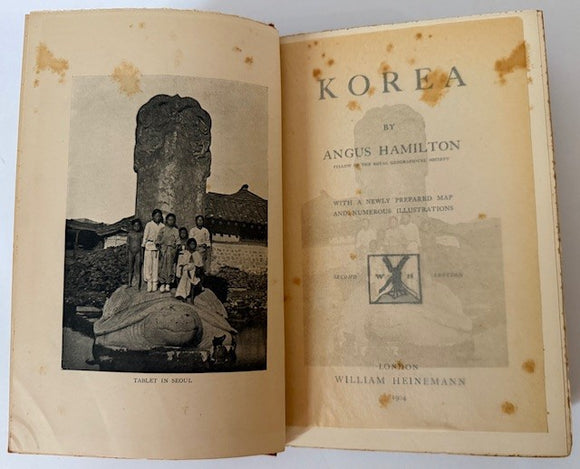 TABLET IN SEOUL
KOREA
BY
ANGUS HAMILTON
FELLOW OF THE ROYAL GEOGRAPHICAL SOCIETY
WITH A NEWLY PREPARED MAP
AND NUMEROUS ILLUSTRATIONS
SECOND EDITION
W H
LONDON
WILLIAM HEINEMANN
1904